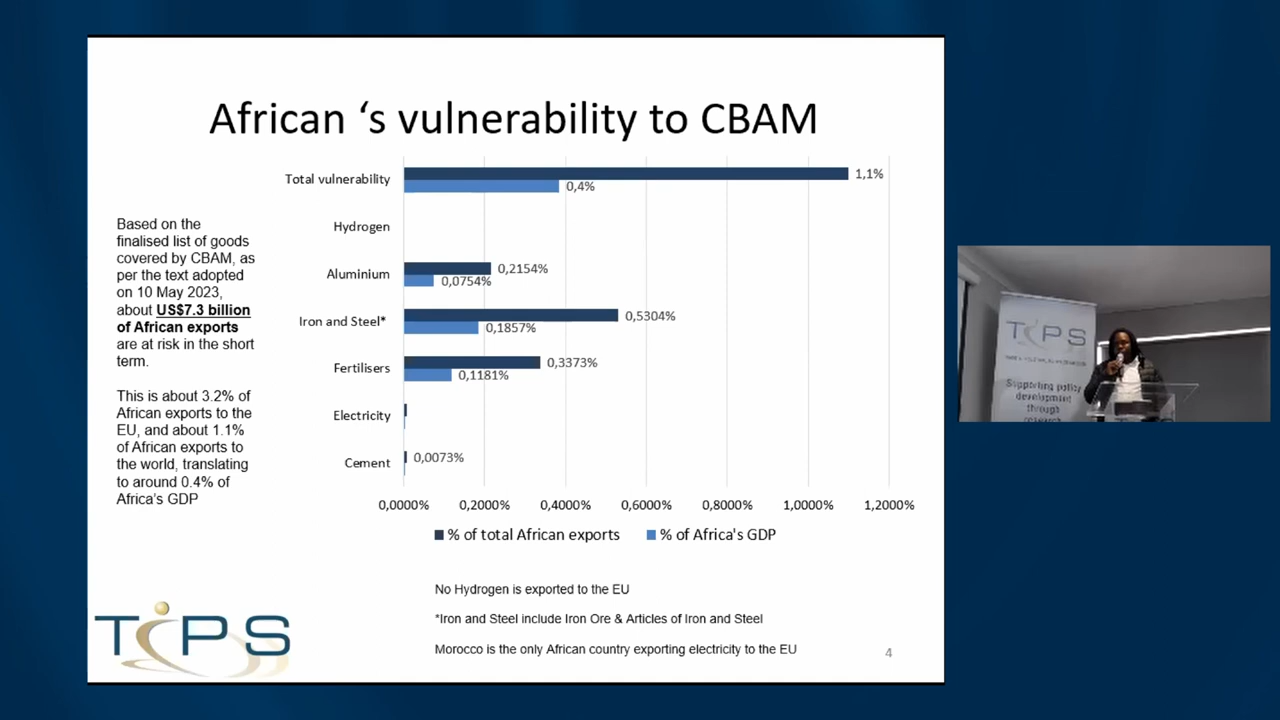 African ‘s vulnerability to CBAM
Based on the
finalised list of goods
covered by CBAM, as
per the text adopted
on 10 May 2023,
about US$7.3 billion
of African exports
are at risk in the short
term.
This is about 3.2% of
African exports to the
EU, and about 1.1%
of African exports to
the world, translating
to around 0.4% of
Africa's GDP
Total vulnerability
1,1%
0,4%
Hydrogen
Aluminium
0,2154%
0,0754%
Iron and Steel*
0,5304%
0,1857%
Fertilisers
0,3373%
0,1181%
Electricity
Cement
0,0073%
0,0000%
0,2000%
0,4000%
0,6000%
0,8000%
1,0000%
1,2000%
% of total African exports
% of Africa's GDP
No Hydrogen is exported to the EU
*Iron and Steel include Iron Ore & Articles of Iron and Steel
Morocco is the only African country exporting electricity to the EU
4
TIPS
TIPS
Supporting policy
development
through
research